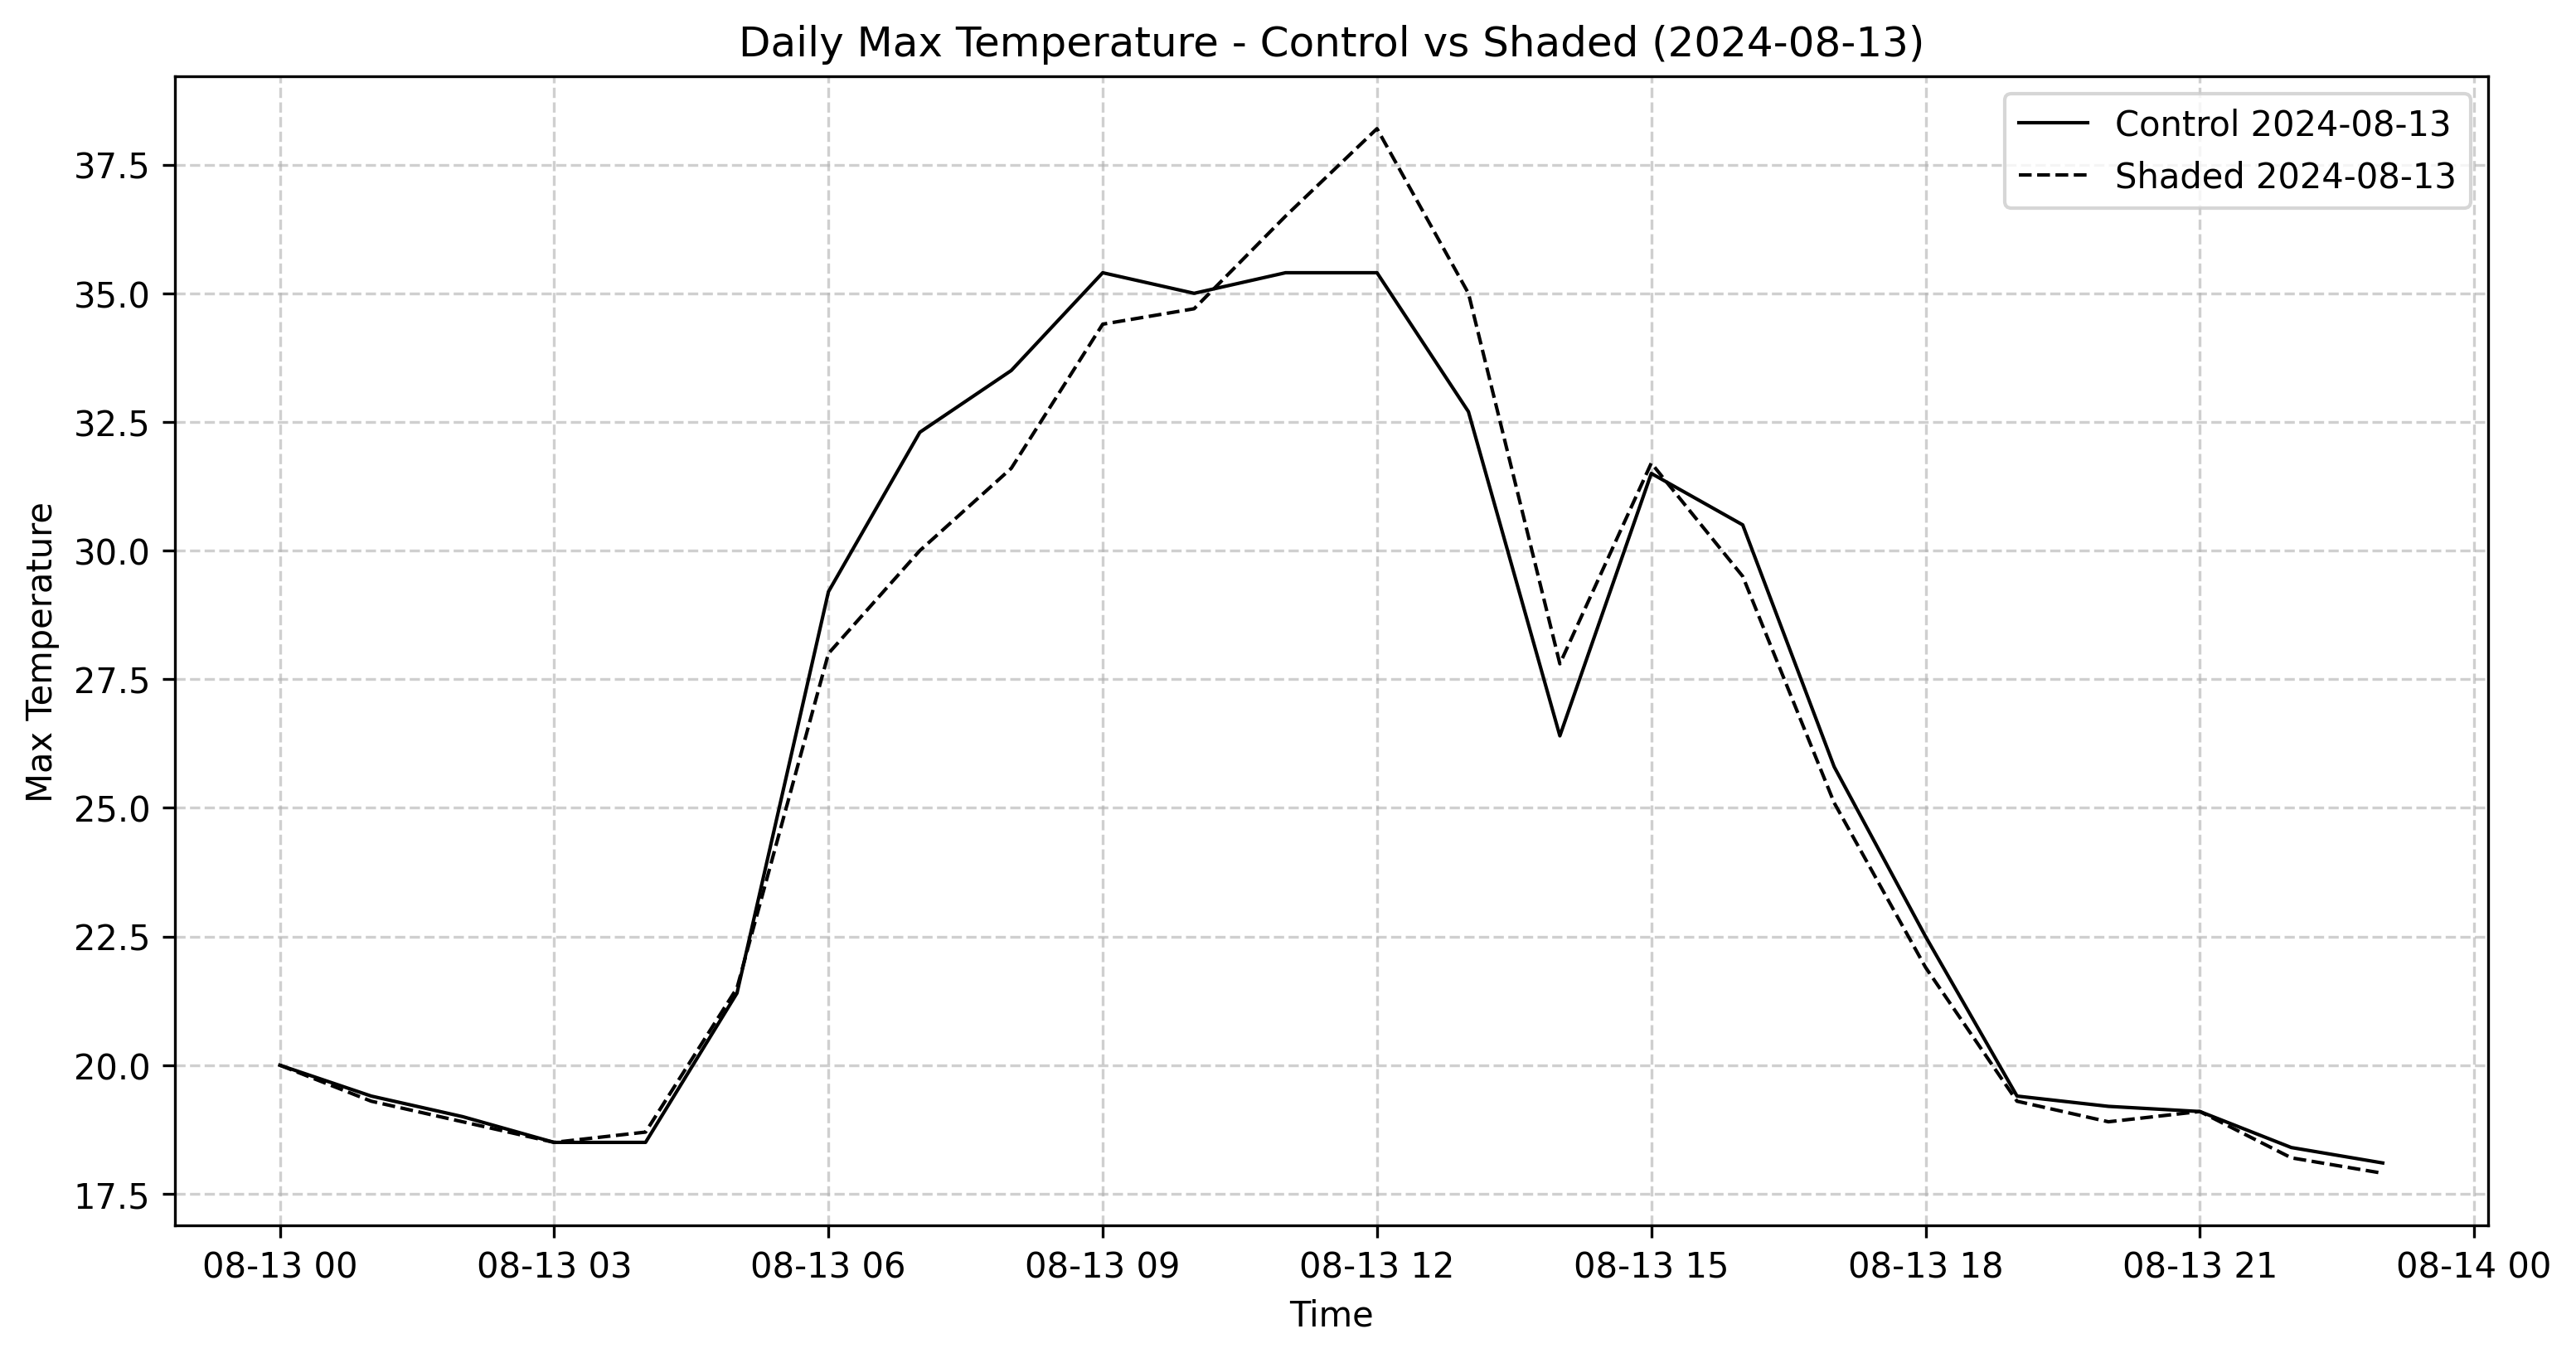 Daily Max Temperature - Control vs Shaded (2024-08-13)
Control 2024-08-13
Shaded 2024-08-13
Max Temperature
37.5
35.0
32.5
30.0
27.5
25.0
22.5
20.0
17.5
08-13 00 08-13 03 08-13 06 08-13 09 08-13 12 08-13 15 08-13 18 08-13 21 08-14 00
Time